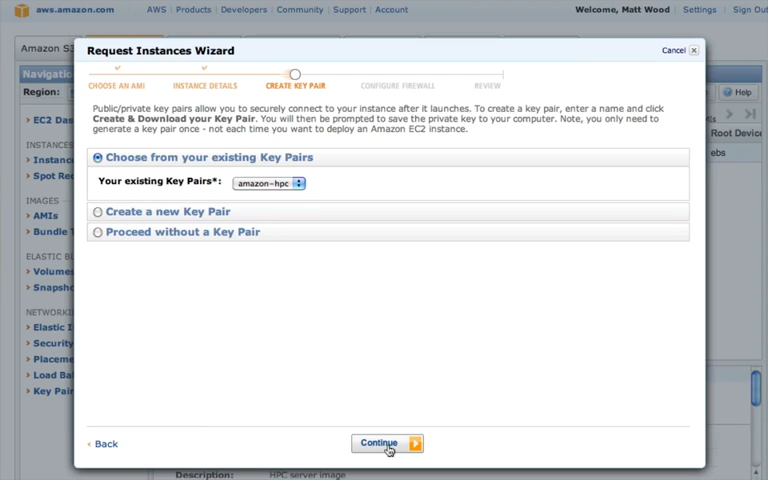 aws.amazon.com
AWS | Products | Developers | Community | Support | Account
Welcome, Matt Wood | Settings | Sign Out
Amazon S3
Request Instances Wizard
Cancel
Navigation
Region:
Help
CHOOSE AN AMI
INSTANCE DETAILS
CREATE KEY PAIR
CONFIGURE FIREWALL
REVIEW
Public/private key pairs allow you to securely connect to your instance after it launches. To create a key pair, enter a name and click
Create & Download your Key Pair. You will then be prompted to save the private key to your computer. Note, you only need to
generate a key pair once - not each time you want to deploy an Amazon EC2 instance.
EC2 Das
Root Device
ebs
INSTANCES
Instanc
Spot Re
IMAGES
AMIs
Bundle T
ELASTIC BL
Volumes
Snapsho
NETWORKI
Elastic I
Security
Placeme
Load Bal
Key Pair
Choose from your existing Key Pairs
Your existing Key Pairs*: amazon-hpc
Create a new Key Pair
Proceed without a Key Pair
Back
Continue
Description: HPC server image